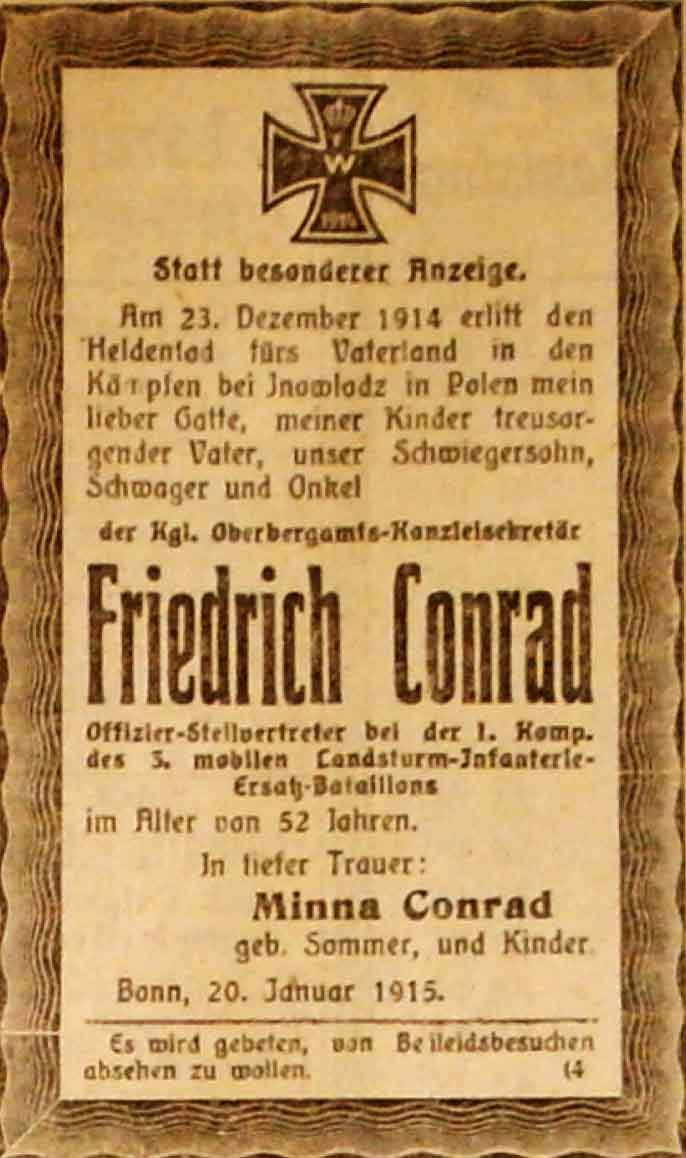 W
1914
Statt besonderer Anzeige.
Am 23. Dezember 1914 erlitt den
Heldentod fürs Vaterland in den
Kämpfen bei Jnowlodz in Polen mein
lieber Gatte, meiner Kinder treusor-
gender Vater, unser Schwiegersohn,
Schwager und Onkel
der Kgl. Oberbergamts-Kanzleisekretär
Friedrich Conrad
Offizier-Stellvertreter bei der 1. Komp.
des 3. mobilen Landsturm-Infanterie-
Ersatz-Bataillons
im Alter von 52 Jahren.
In tiefer Trauer:
Minna Conrad
geb. Sommer, und Kinder.
Bonn, 20. Januar 1915.
Es wird gebeten, von Beileidsbesuchen
absehen zu wollen. (4